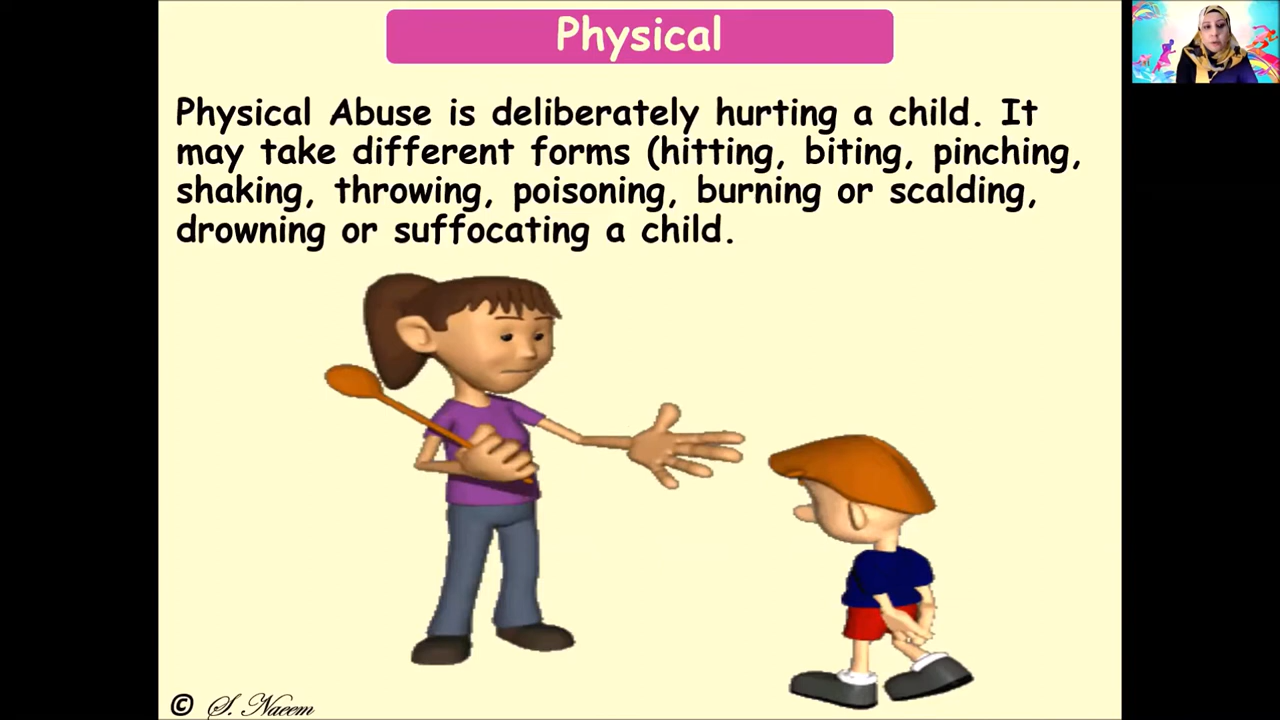 Physical
Physical Abuse is deliberately hurting a child. It
may take different forms (hitting, biting, pinching,
shaking, throwing, poisoning, burning or scalding,
drowning or suffocating a child.
© S. Naeem